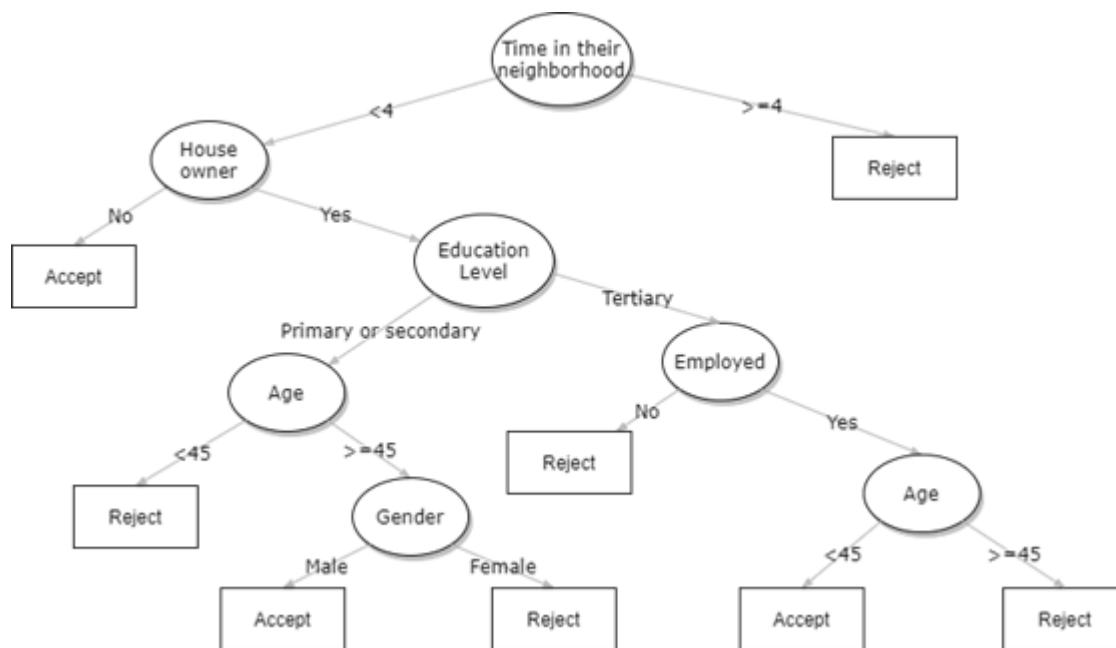 Time in their
neighborhood
<4
>=4
House
owner
Reject
No
Yes
Accept
Education
Level
Tertiary
Primary or secondary
Employed
Age
No
Yes
<45
>=45
Reject
Reject
Gender
Age
Male
Female
<45
>=45
Accept
Reject
Accept
Reject